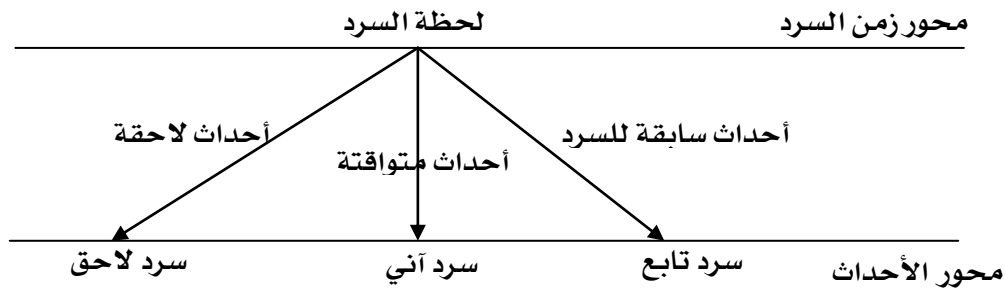 محور زمن السرد
لحظة السرد
أحداث سابقة للسرد
أحداث متواقتة
أحداث لاحقة
سرد تابع
سرد آني
سرد لاحق
محور الأحداث